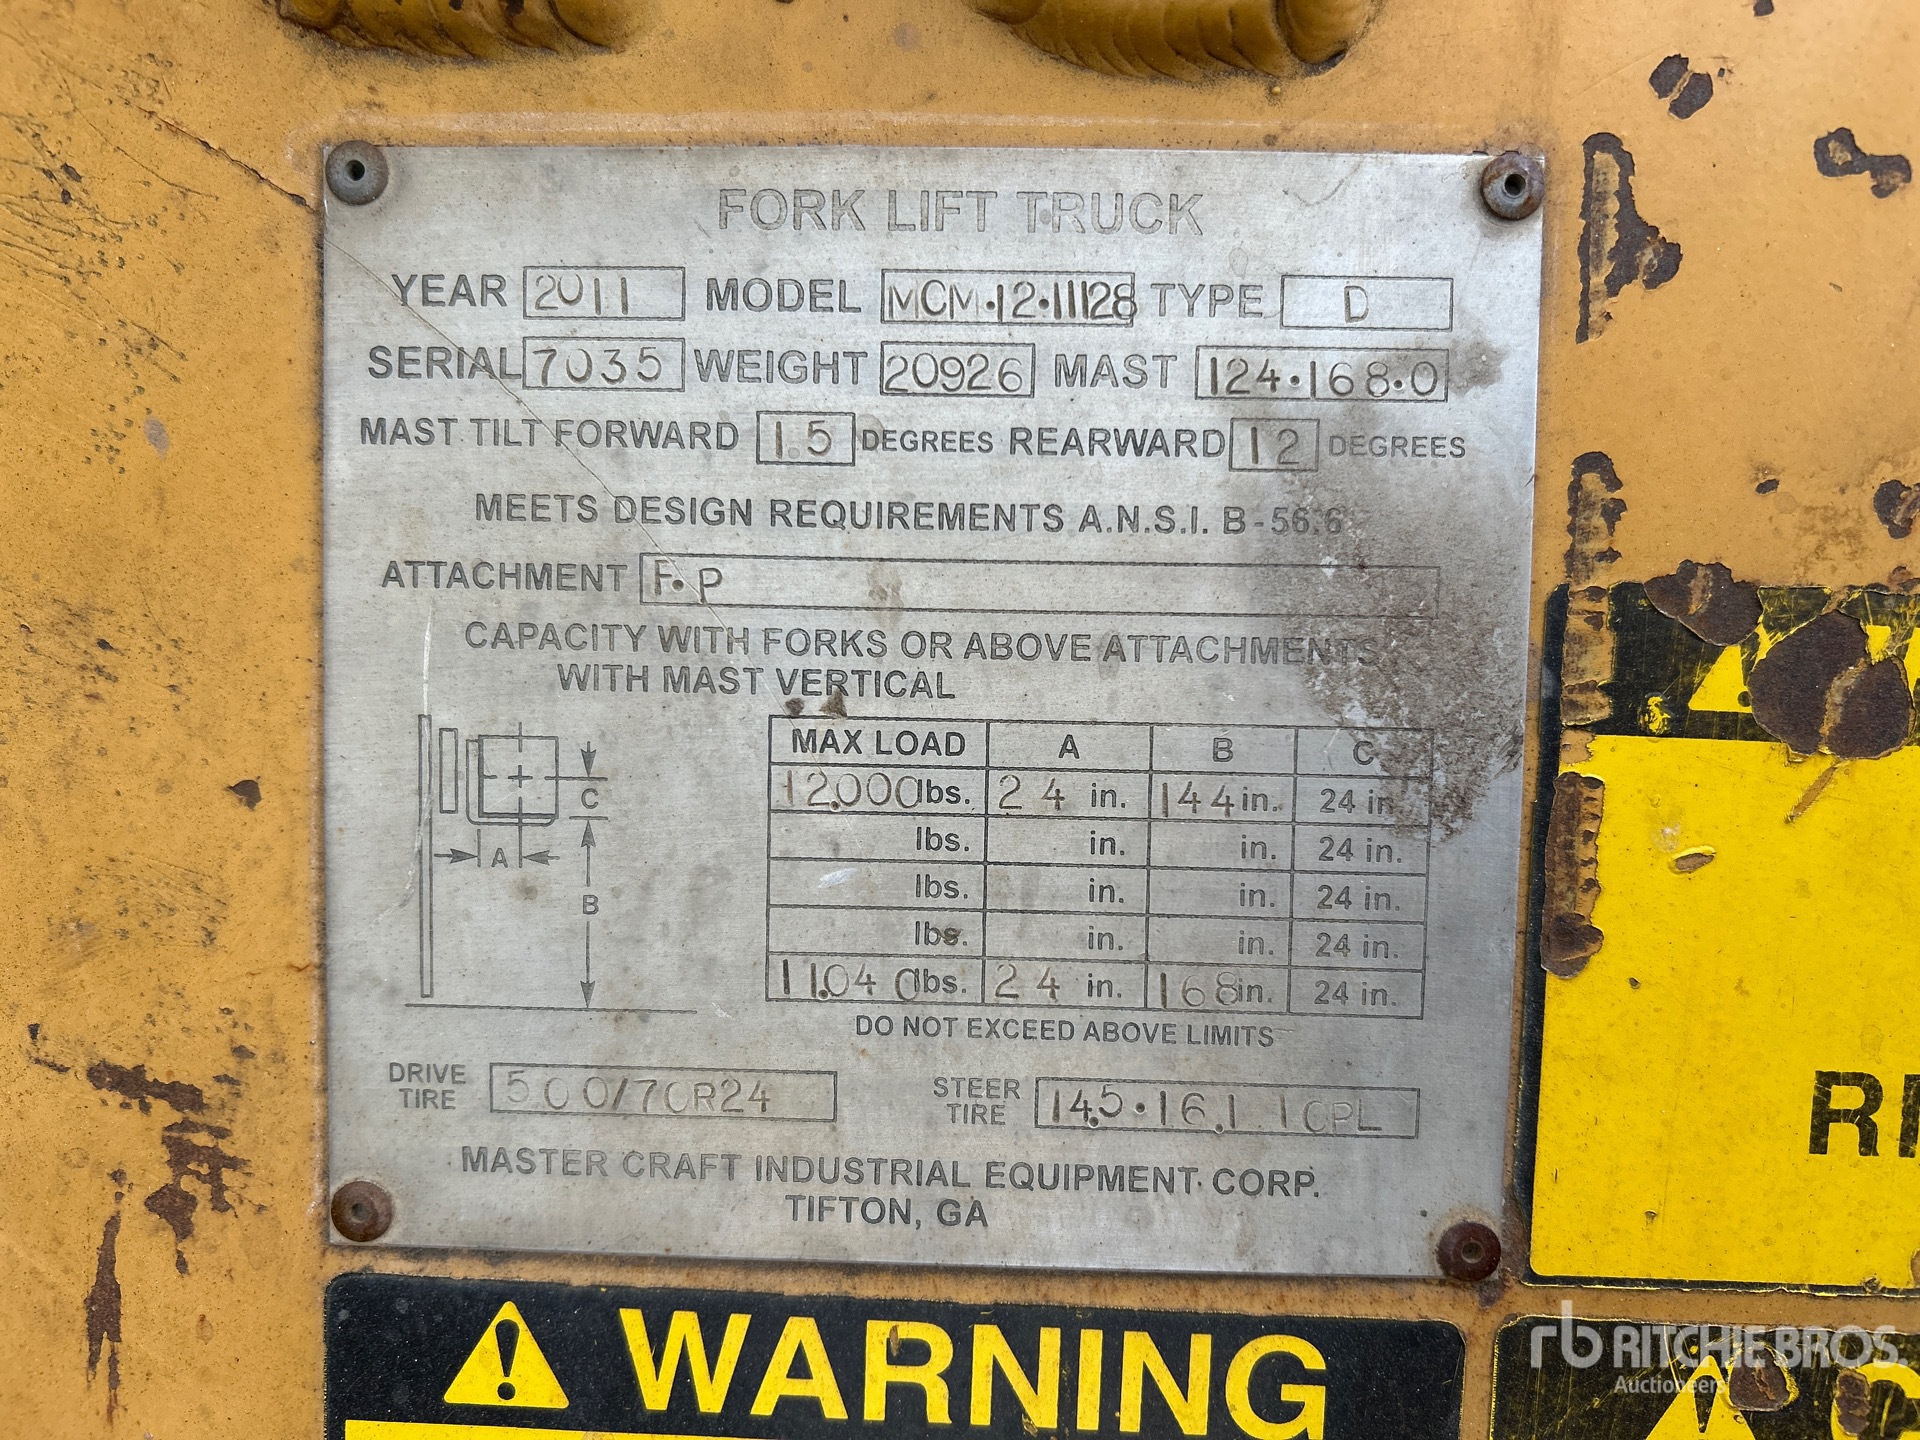 FORK LIFT TRUCK
YEAR 2011 MODEL MCM·12·11128 TYPE D
SERIAL 7035 WEIGHT 20926 MAST 124·168·0
MAST TILT FORWARD 15 DEGREES REARWARD 12 DEGREES
MEETS DESIGN REQUIREMENTS A.N.S.I. B-56.6
ATTACHMENT F.P
CAPACITY WITH FORKS OR ABOVE ATTACHMENTS
WITH MAST VERTICAL
A
B
C
MAX LOAD A B C
12.000 lbs. 24 in. 144 in. 24 in.
lbs. in. in. 24 in.
lbs. in. in. 24 in.
lbs. in. in. 24 in.
11.040 lbs. 24 in. 168 in. 24 in.
DO NOT EXCEED ABOVE LIMITS
DRIVE TIRE 500/70R24
STEER TIRE 14.5·16.1 10PL
MASTER CRAFT INDUSTRIAL EQUIPMENT CORP.
TIFTON, GA
WARNING
rb RITCHIE BROS.
Auctioneers